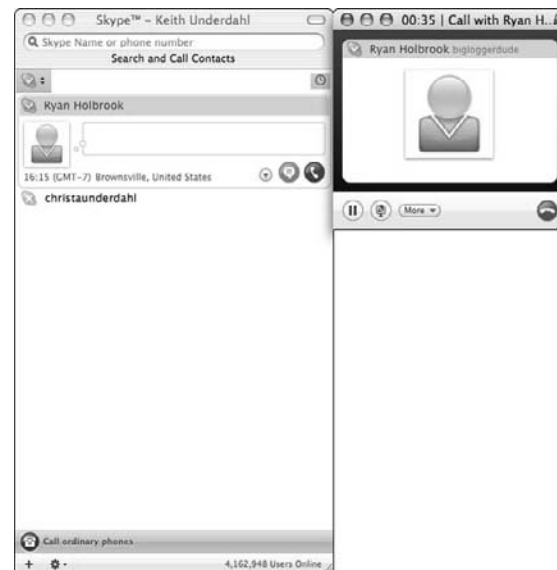 Skype™ – Keith Underdahl
Skype Name or phone number
Search and Call Contacts
Ryan Holbrook
16:15 (GMT-7) Brownsville, United States
christaunderdahl
Call ordinary phones
4,162,948 Users Online
00:35 | Call with Ryan H...
Ryan Holbrook bigloggerdude
More